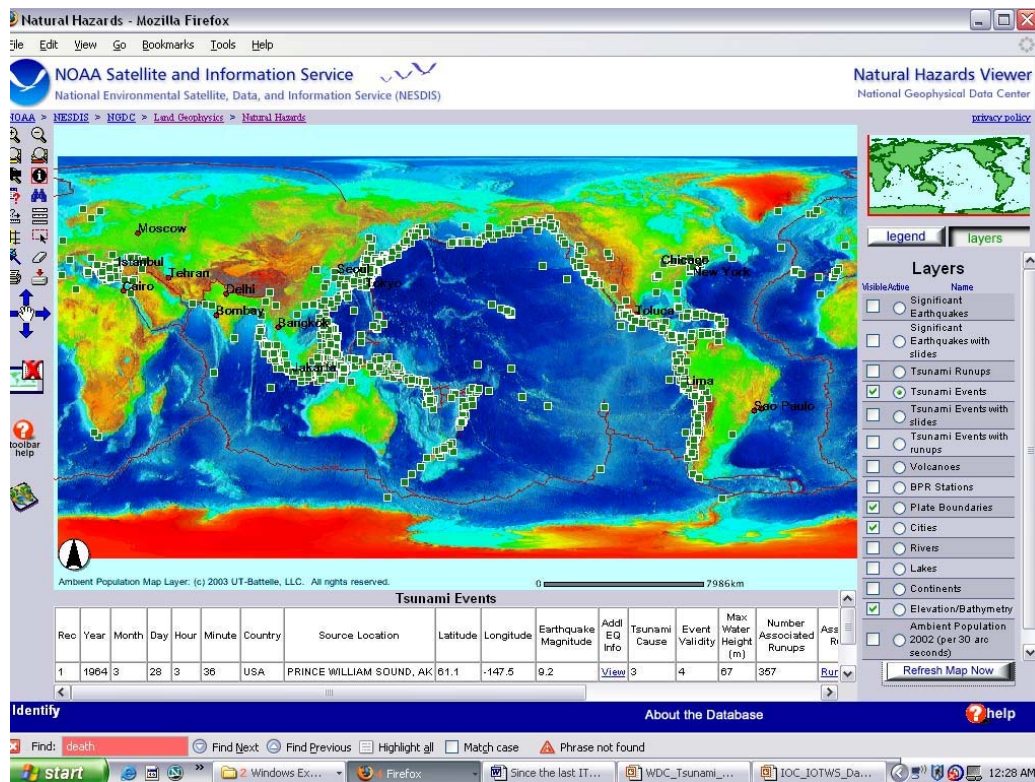 Natural Hazards - Mozilla Firefox
File Edit View Go Bookmarks Tools Help
NOAA Satellite and Information Service
National Environmental Satellite, Data, and Information Service (NESDIS)
Natural Hazards Viewer
National Geophysical Data Center
NOAA > NESDIS > NGDC > Land Geophysics > Natural Hazards
privacy policy
Moscow
Istanbul
Tehran
Cairo
Delhi
Bombay
Bangkok
Seoul
Tokyo
Jakarta
Chicago
New York
Toluca
Lima
Sao Paulo
toolbar
help
Ambient Population Map Layer: (c) 2003 UT-Battelle, LLC. All rights reserved.
0 7986km
legend layers
Layers
Visible Active Name
Significant
Earthquakes
Significant
Earthquakes with
slides
Tsunami Runups
Tsunami Events
Tsunami Events with
slides
Tsunami Events with
runups
Volcanoes
BPR Stations
Plate Boundaries
Cities
Rivers
Lakes
Continents
Elevation/Bathymetry
Ambient Population
2002 (per 30 arc
seconds)
Refresh Map Now
Tsunami Events
Rec Year Month Day Hour Minute Country Source Location Latitude Longitude Earthquake Magnitude Addl EQ Info Tsunami Cause Event Validity Max Water Height (m) Number Associated Runups Ass
1 1964 3 28 3 36 USA PRINCE WILLIAM SOUND, AK 61.1 -147.5 9.2 View 3 4 67 357 Rur
Identify
About the Database
help
Find: death Find Next Find Previous Highlight all Match case Phrase not found
start » 2 Windows Ex... 4 Firefox Since the last IT... WDC_Tsunami_... IOC_IOTWS_Da... 12:28 AM